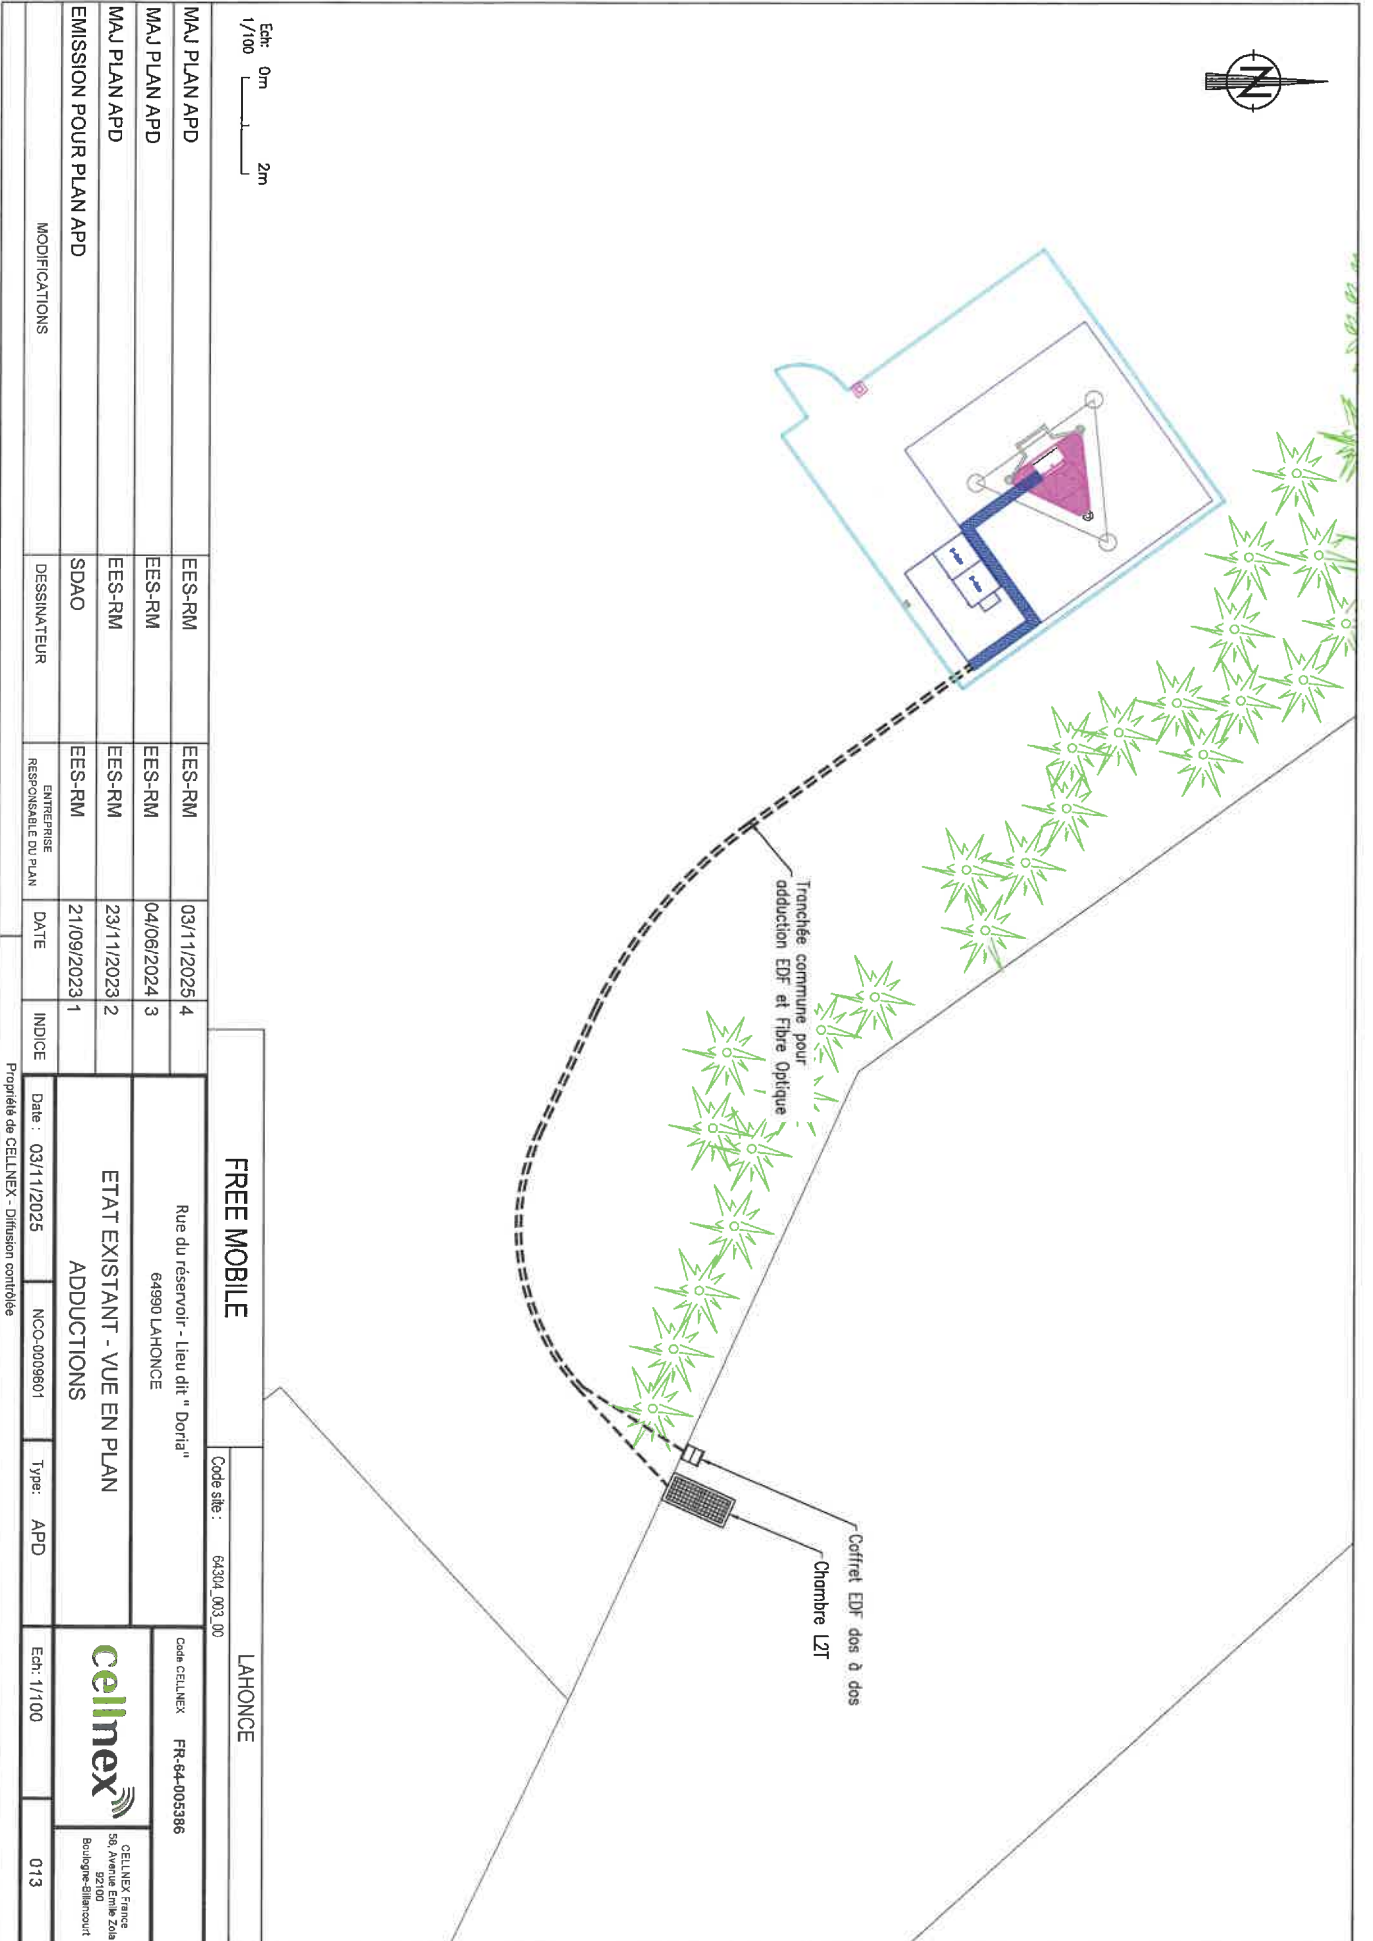 N
Ech: 0m 2m
1/100
Tranchée commune pour
adduction EDF et Fibre Optique
Coffret EDF dos à dos
Chambre L2T
MAJ PLAN APD EES-RM EES-RM 03/11/2025 4
MAJ PLAN APD EES-RM EES-RM 04/06/2024 3
MAJ PLAN APD EES-RM EES-RM 23/11/2023 2
EMISSION POUR PLAN APD SDAO EES-RM 21/09/2023 1
MODIFICATIONS DESSINATEUR ENTREPRISE
RESPONSABLE DU PLAN DATE INDICE
FREE MOBILE
LAHONCE
Code site : 64304_003_00
Rue du réservoir - Lieu dit " Doria"
64990 LAHONCE
Code CELLNEX FR-64-005386
ETAT EXISTANT - VUE EN PLAN
ADDUCTIONS
cellnex
CELLNEX France
58, Avenue Emile Zola
92100
Boulogne-Billancourt
Date : 03/11/2025 NCO-0009601 Type: APD Ech: 1/100 013
Propriété de CELLNEX - Diffusion contrôlée